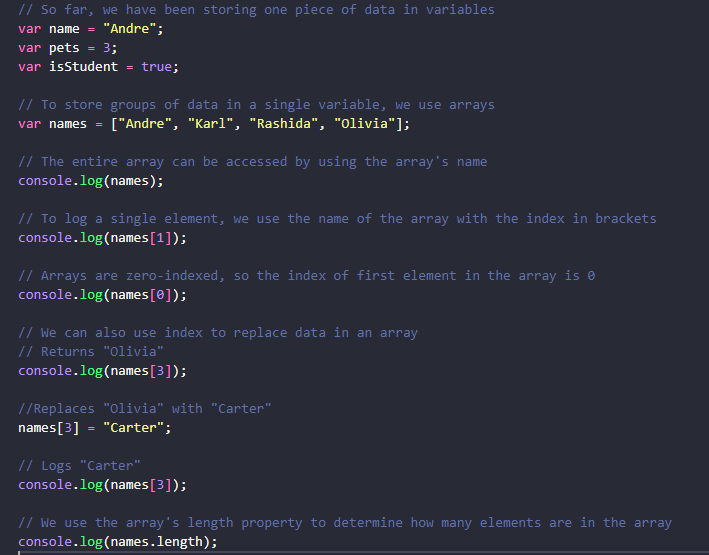 // So far, we have been storing one piece of data in variables
var name = "Andre";
var pets = 3;
var isStudent = true;
// To store groups of data in a single variable, we use arrays
var names = ["Andre", "Karl", "Rashida", "Olivia"];
// The entire array can be accessed by using the array's name
console.log(names);
// To log a single element, we use the name of the array with the index in brackets
console.log(names[1]);
// Arrays are zero-indexed, so the index of first element in the array is 0
console.log(names[0]);
// We can also use index to replace data in an array
// Returns "Olivia"
console.log(names[3]);
//Replaces "Olivia" with "Carter"
names[3] = "Carter";
// Logs "Carter"
console.log(names[3]);
// We use the array's length property to determine how many elements are in the array
console.log(names.length);